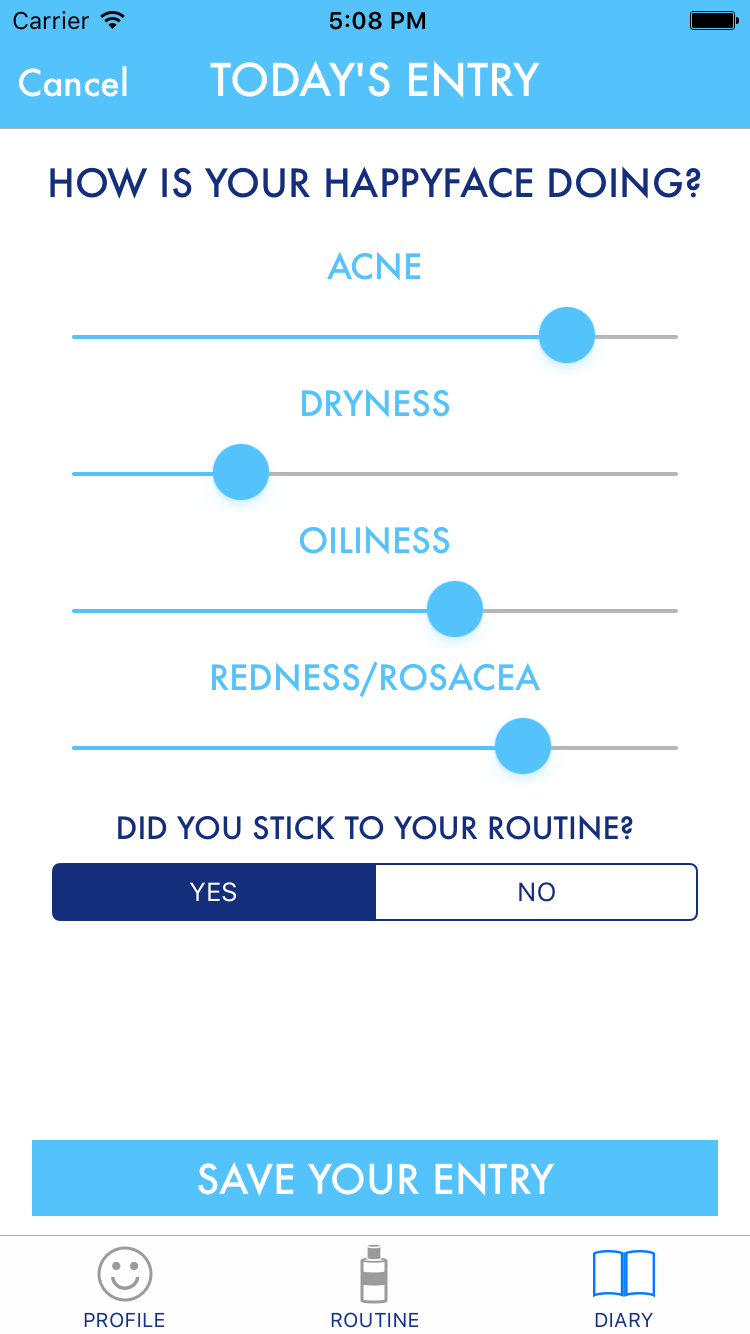 Carrier 5:08 PM
Cancel TODAY'S ENTRY
HOW IS YOUR HAPPYFACE DOING?
ACNE
DRYNESS
OILINESS
REDNESS/ROSACEA
DID YOU STICK TO YOUR ROUTINE?
YES NO
SAVE YOUR ENTRY
PROFILE ROUTINE DIARY